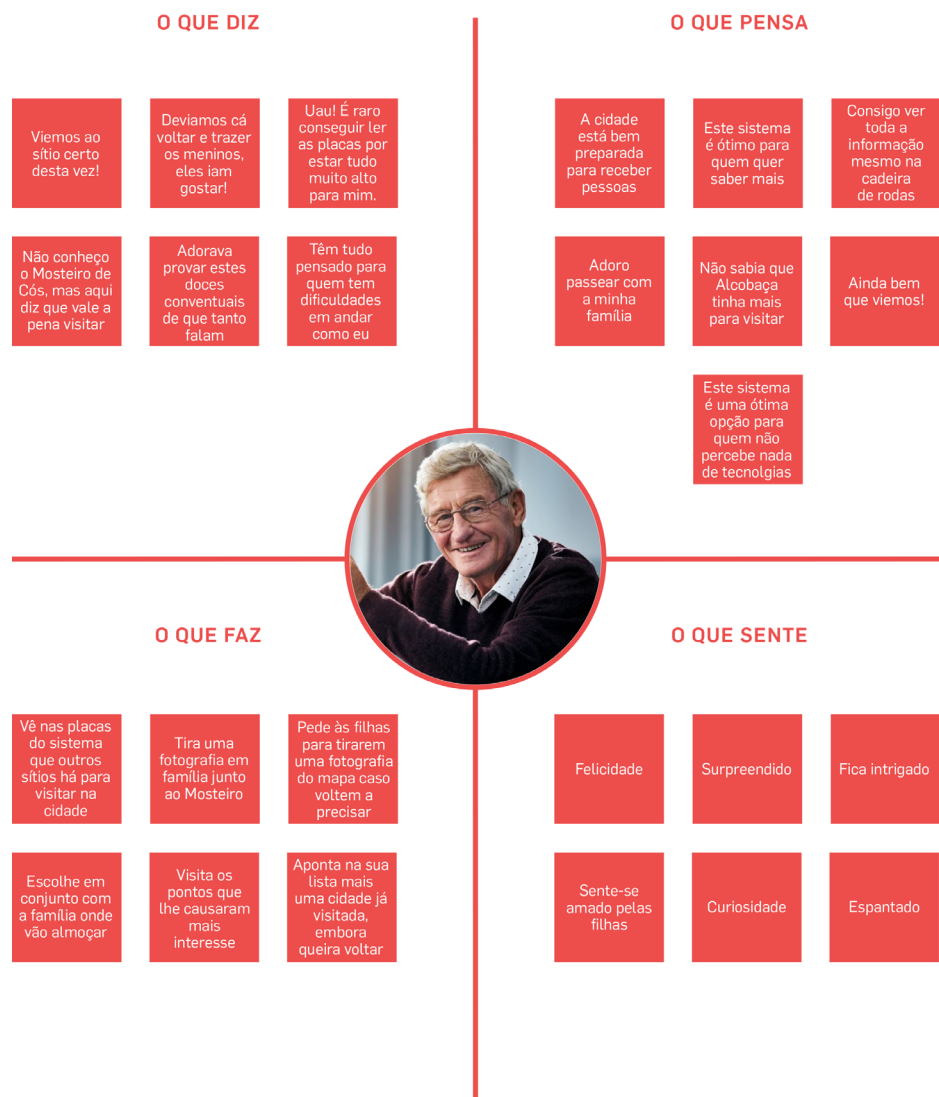 O QUE DIZ
Viemos ao
sítio certo
desta vez!
Deviamos cá
voltar e trazer
os meninos,
eles iam
gostar!
Uau! É raro
conseguir ler
as placas por
estar tudo
muito alto
para mim.
Não conheço
o Mosteiro de
Cós, mas aqui
diz que vale a
pena visitar
Adorava
provar estes
doces
conventuais
de que tanto
falam
Têm tudo
pensado para
quem tem
dificuldades
em andar
como eu
O QUE PENSA
A cidade
está bem
preparada
para receber
pessoas
Este sistema
é ótimo para
quem quer
saber mais
Consigo ver
toda a
informação
mesmo na
cadeira
de rodas
Adoro
passear com
a minha
família
Não sabia que
Alcobaça
tinha mais
para visitar
Ainda bem
que viemos!
Este sistema
é uma ótima
opção para
quem não
percebe nada
de tecnolgias
O QUE FAZ
Vê nas placas
do sistema
que outros
sítios há para
visitar na
cidade
Tira uma
fotografia em
família junto
ao Mosteiro
Pede às filhas
para tirarem
uma fotografia
do mapa caso
voltem a
precisar
Escolhe em
conjunto com
a família onde
vão almoçar
Visita os
pontos que
lhe causaram
mais
interesse
Aponta na sua
lista mais
uma cidade já
visitada,
embora
queira voltar
O QUE SENTE
Felicidade
Surpreendido
Fica intrigado
Sente-se
amado pelas
filhas
Curiosidade
Espantado